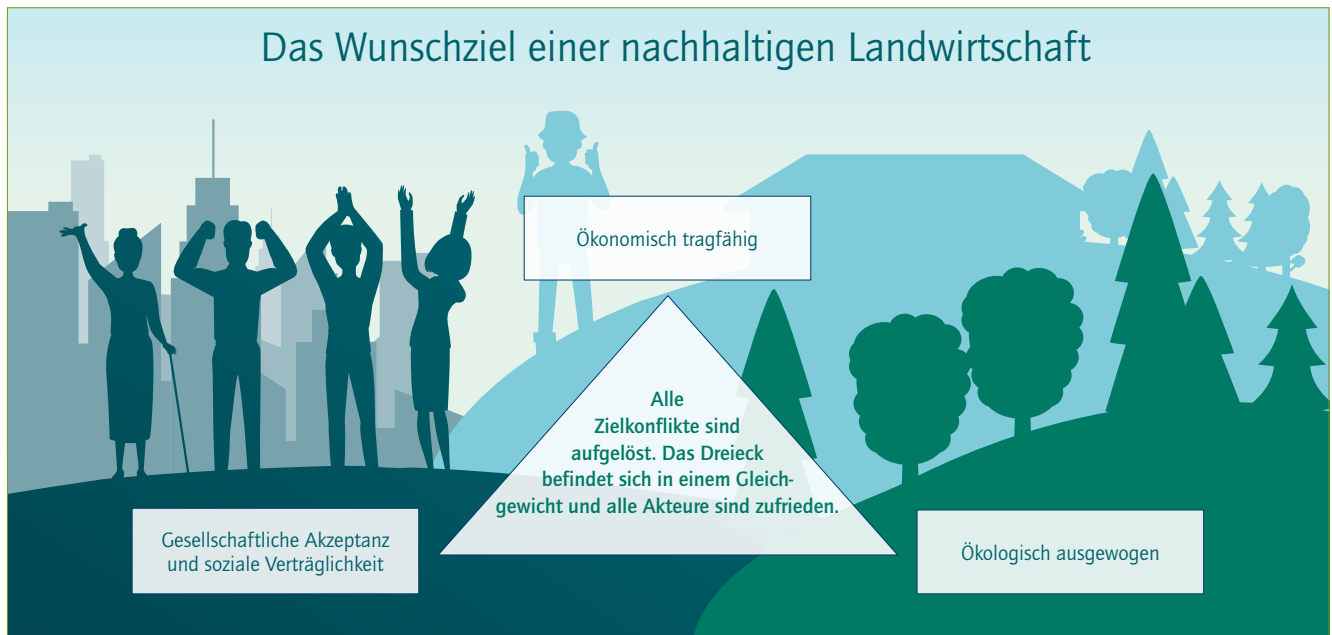 Das Wunschziel einer nachhaltigen Landwirtschaft
Ökonomisch tragfähig
Alle
Zielkonflikte sind
aufgelöst. Das Dreieck
befindet sich in einem Gleich-
gewicht und alle Akteure sind zufrieden.
Gesellschaftliche Akzeptanz
und soziale Verträglichkeit
Ökologisch ausgewogen